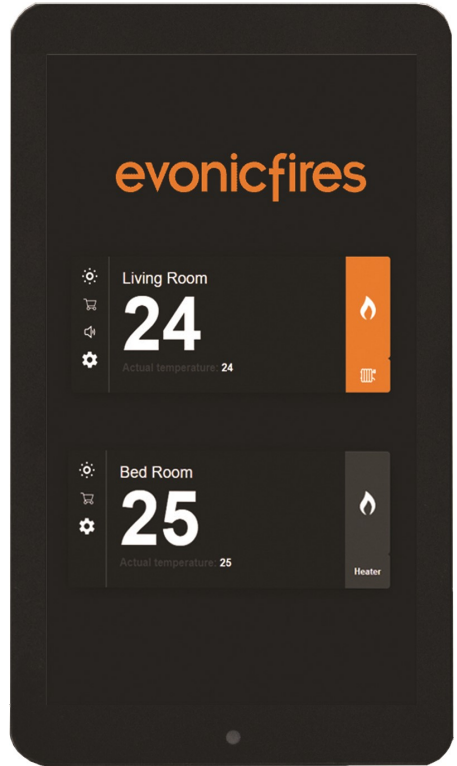 evonicfires
Living Room
24
Actual temperature: 24
Bed Room
25
Actual temperature: 25
Heater